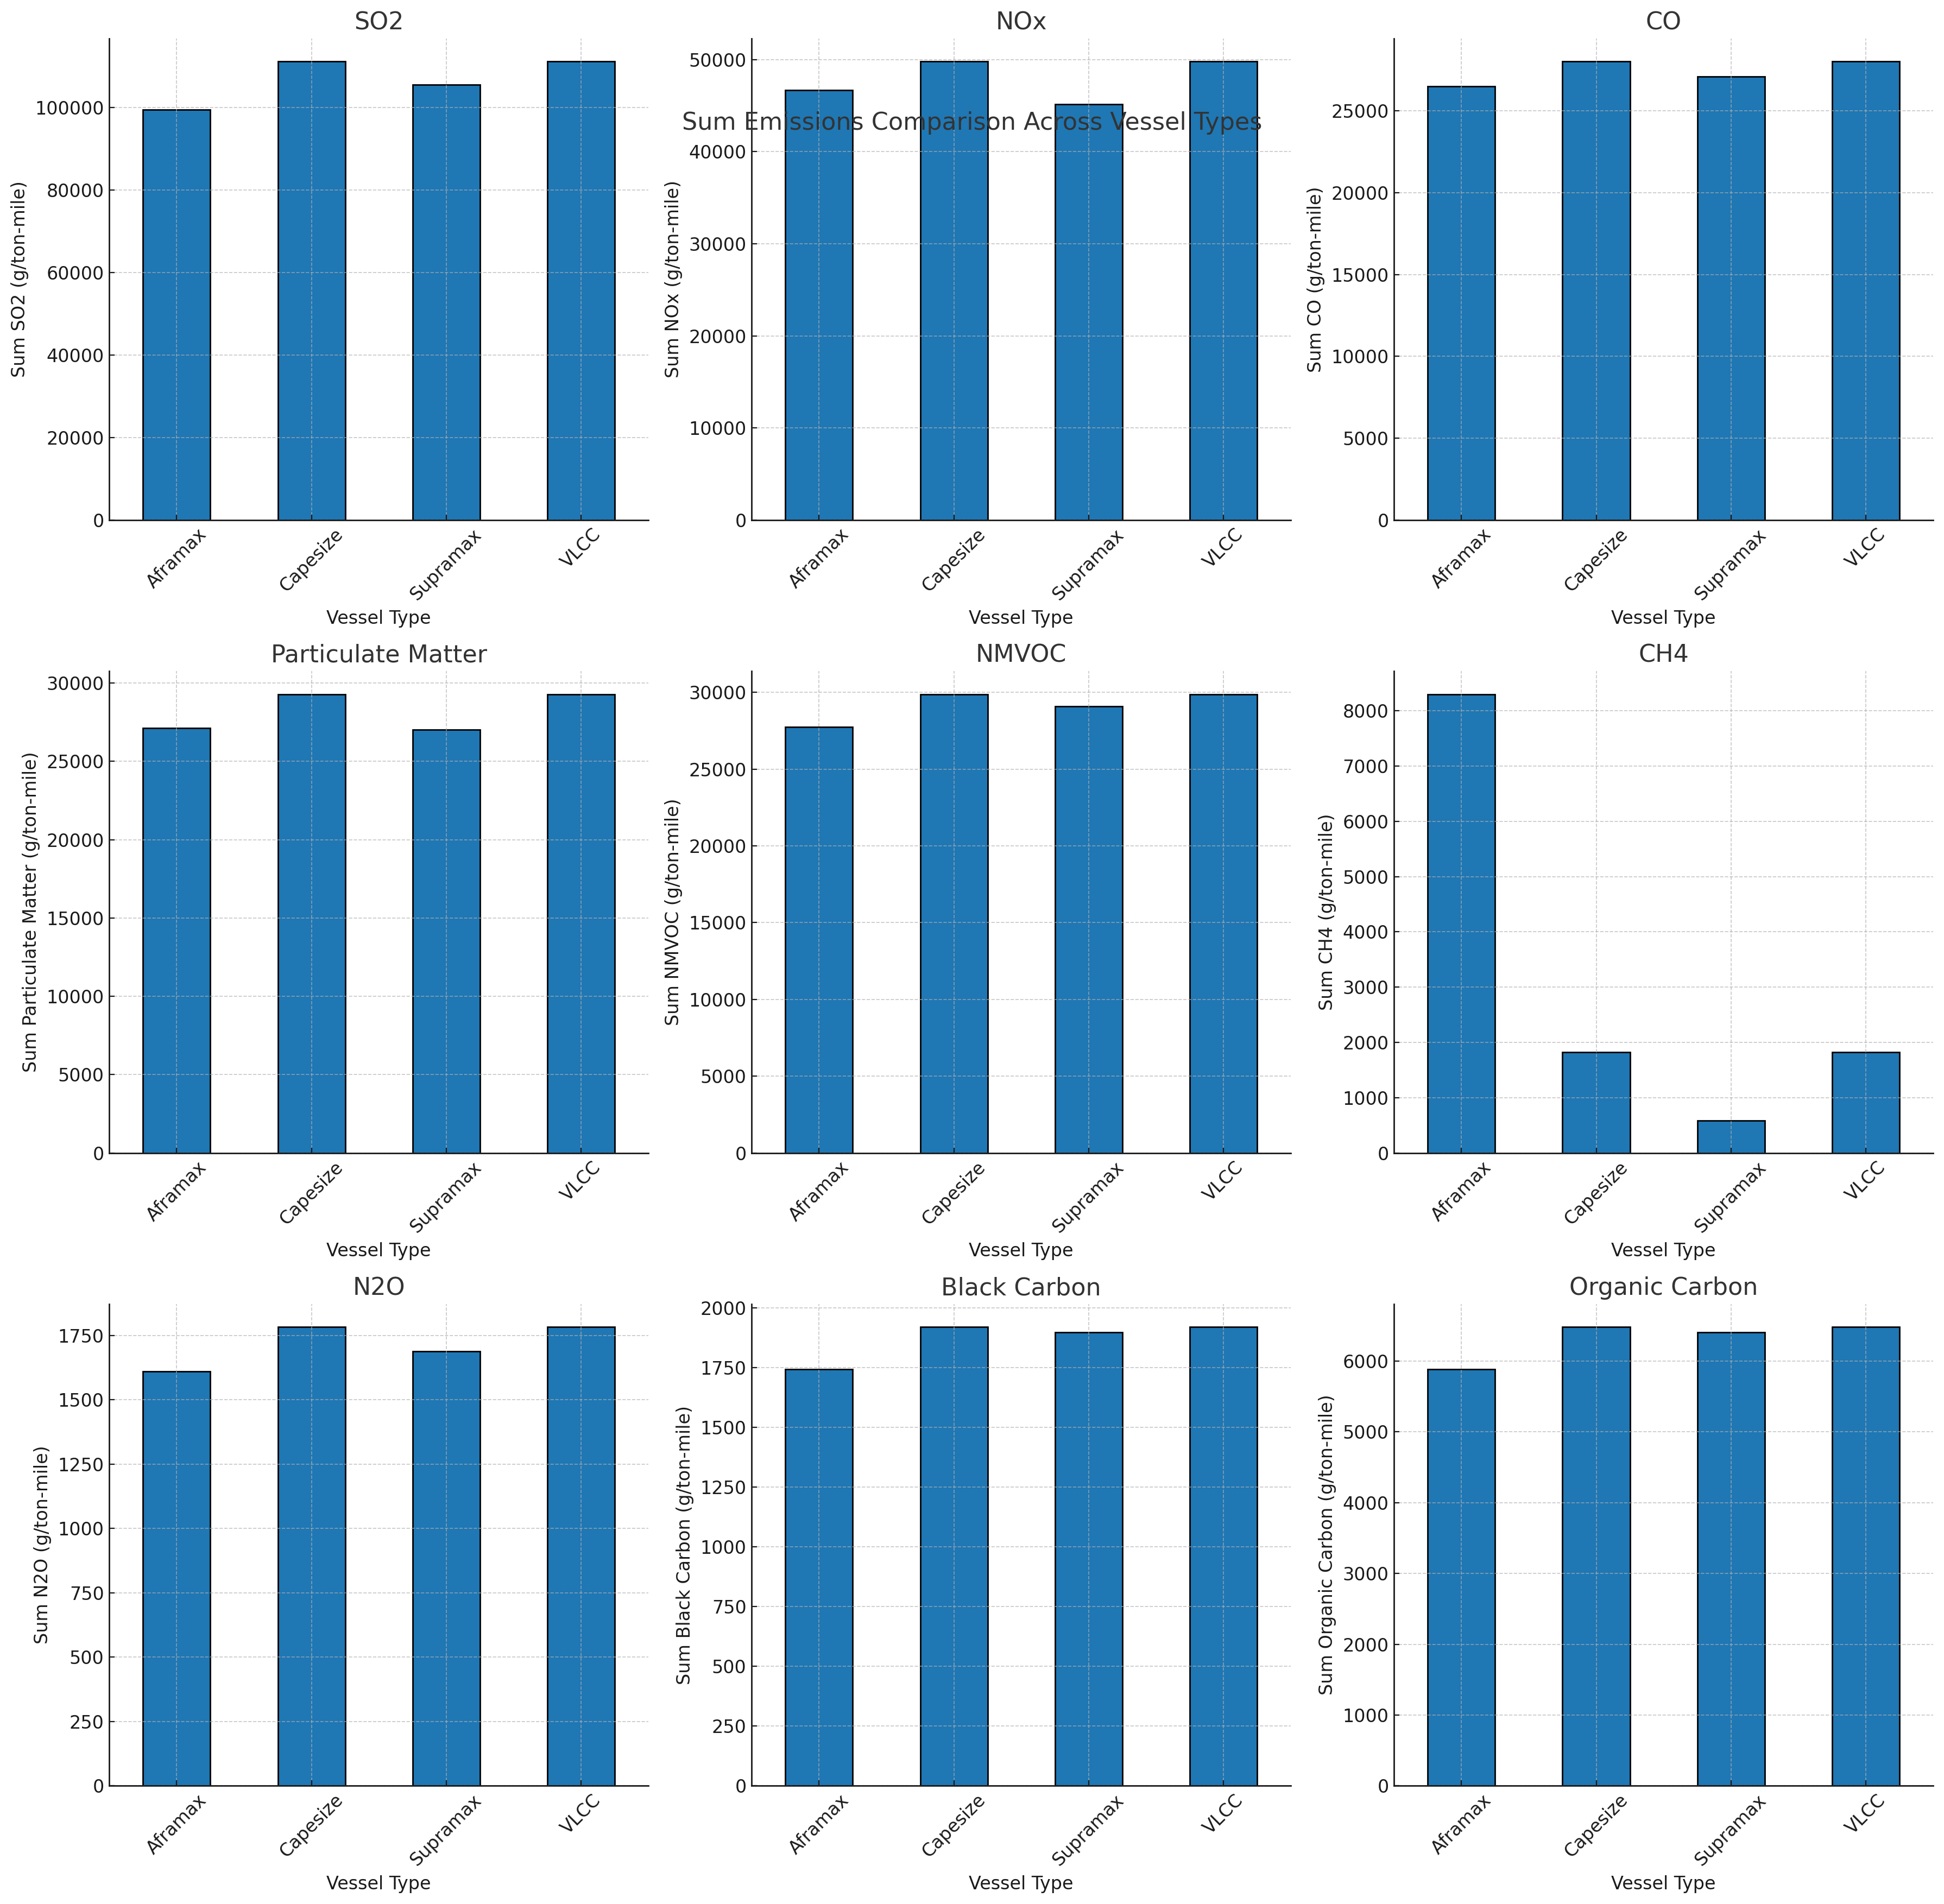 SO2
Sum SO2 (g/ton-mile)
100000
80000
60000
40000
20000
0
Aframax
Capesize
Supramax
VLCC
Vessel Type
NOx
Sum Emissions Comparison Across Vessel Types
Sum NOx (g/ton-mile)
50000
40000
30000
20000
10000
0
Aframax
Capesize
Supramax
VLCC
Vessel Type
CO
Sum CO (g/ton-mile)
25000
20000
15000
10000
5000
0
Aframax
Capesize
Supramax
VLCC
Vessel Type
Particulate Matter
Sum Particulate Matter (g/ton-mile)
30000
25000
20000
15000
10000
5000
0
Aframax
Capesize
Supramax
VLCC
Vessel Type
NMVOC
Sum NMVOC (g/ton-mile)
30000
25000
20000
15000
10000
5000
0
Aframax
Capesize
Supramax
VLCC
Vessel Type
CH4
Sum CH4 (g/ton-mile)
8000
7000
6000
5000
4000
3000
2000
1000
0
Aframax
Capesize
Supramax
VLCC
Vessel Type
N2O
Sum N2O (g/ton-mile)
1750
1500
1250
1000
750
500
250
0
Aframax
Capesize
Supramax
VLCC
Vessel Type
Black Carbon
Sum Black Carbon (g/ton-mile)
2000
1750
1500
1250
1000
750
500
250
0
Aframax
Capesize
Supramax
VLCC
Vessel Type
Organic Carbon
Sum Organic Carbon (g/ton-mile)
6000
5000
4000
3000
2000
1000
0
Aframax
Capesize
Supramax
VLCC
Vessel Type